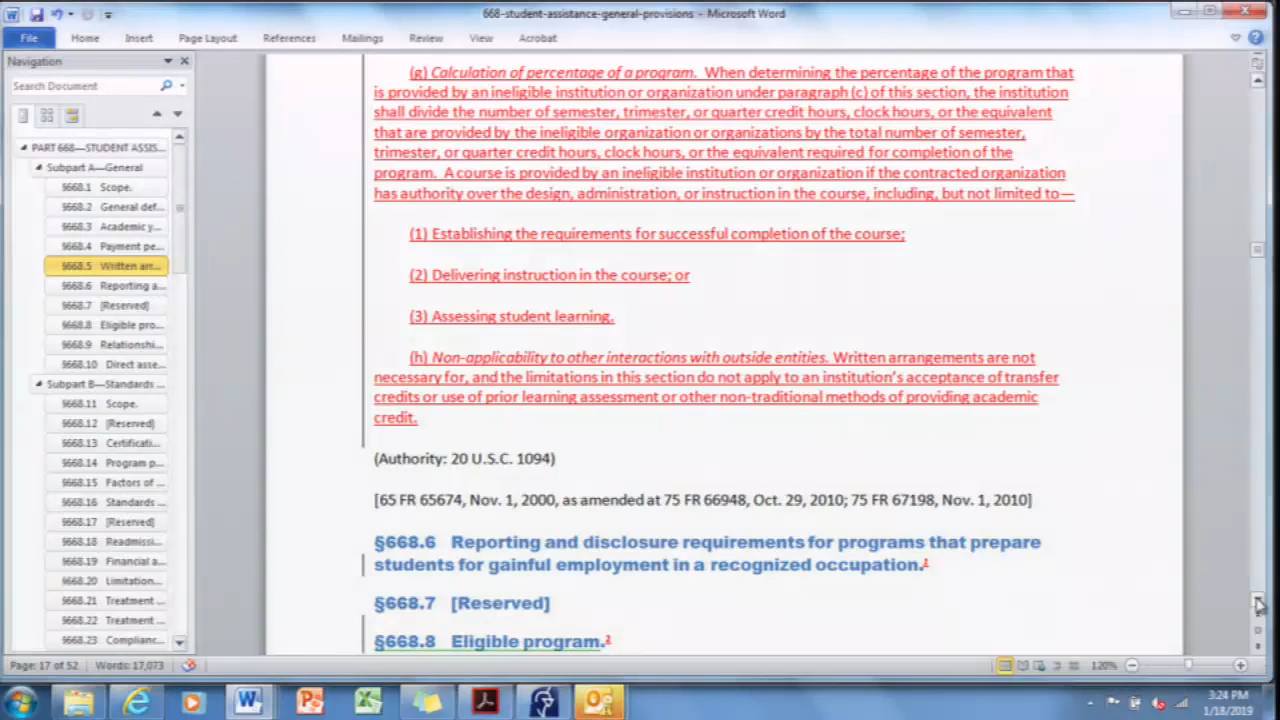 668-student-assistance-general-provisions - Microsoft Word
File Home Insert Page Layout References Mailings Review View Acrobat
Navigation
Search Document
PART 668—STUDENT ASSIS...
Subpart A—General
§668.1 Scope.
§668.2 General def...
§668.3 Academic y...
§668.4 Payment pe...
§668.5 Written arr...
§668.6 Reporting a...
§668.7 [Reserved]
§668.8 Eligible pro...
§668.9 Relationshi...
§668.10 Direct asse...
Subpart B—Standards ...
§668.11 Scope.
§668.12 [Reserved]
§668.13 Certificati...
§668.14 Program p...
§668.15 Factors of ...
§668.16 Standards ...
§668.17 [Reserved]
§668.18 Readmissi...
§668.19 Financial a...
§668.20 Limitation...
§668.21 Treatment ...
§668.22 Treatment ...
§668.23 Complianc...
(g) Calculation of percentage of a program. When determining the percentage of the program that
is provided by an ineligible institution or organization under paragraph (c) of this section, the institution
shall divide the number of semester, trimester, or quarter credit hours, clock hours, or the equivalent
that are provided by the ineligible organization or organizations by the total number of semester,
trimester, or quarter credit hours, clock hours, or the equivalent required for completion of the
program. A course is provided by an ineligible institution or organization if the contracted organization
has authority over the design, administration, or instruction in the course, including, but not limited to—
(1) Establishing the requirements for successful completion of the course;
(2) Delivering instruction in the course; or
(3) Assessing student learning.
(h) Non-applicability to other interactions with outside entities. Written arrangements are not
necessary for, and the limitations in this section do not apply to an institution's acceptance of transfer
credits or use of prior learning assessment or other non-traditional methods of providing academic
credit.
(Authority: 20 U.S.C. 1094)
[65 FR 65674, Nov. 1, 2000, as amended at 75 FR 66948, Oct. 29, 2010; 75 FR 67198, Nov. 1, 2010]
§668.6 Reporting and disclosure requirements for programs that prepare
students for gainful employment in a recognized occupation.1
§668.7 [Reserved]
§668.8 Eligible program.2
Page: 17 of 52 Words: 17,073 120%
3:24 PM
1/18/2019